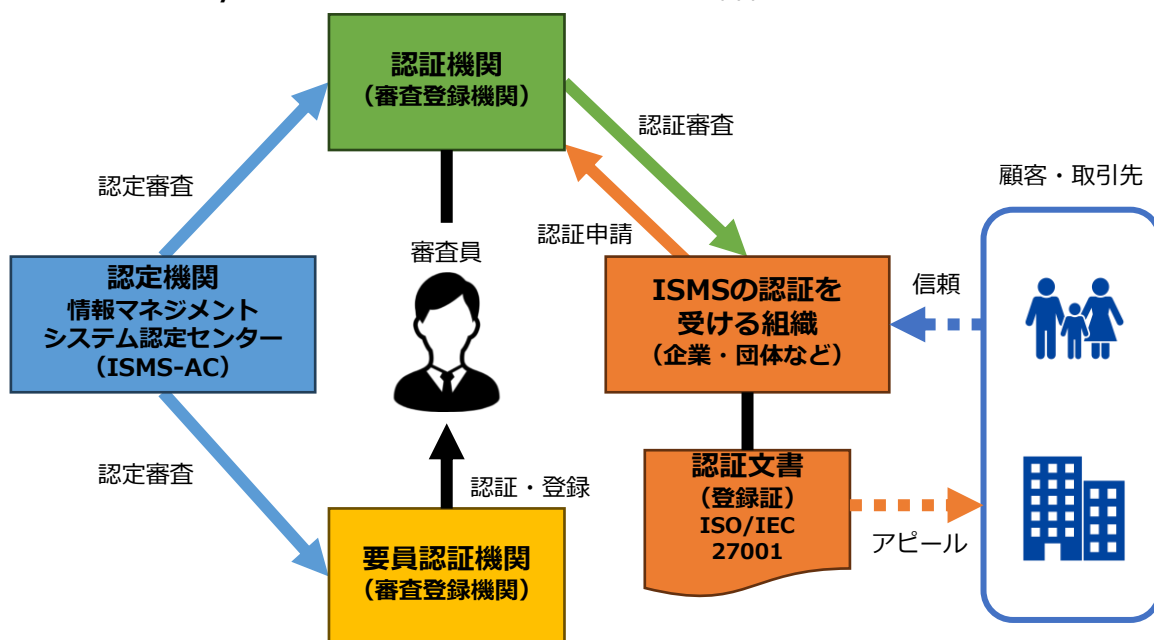 認証機関
（審査登録機関）
認証審査
認定審査
認証申請
顧客・取引先
審査員
認定機関
情報マネジメント
システム認定センター
（ISMS-AC）
ISMSの認証を
受ける組織
（企業・団体など）
信頼
認定審査
認証・登録
認証文書
（登録証）
ISO/IEC
27001
アピール
要員認証機関
（審査登録機関）